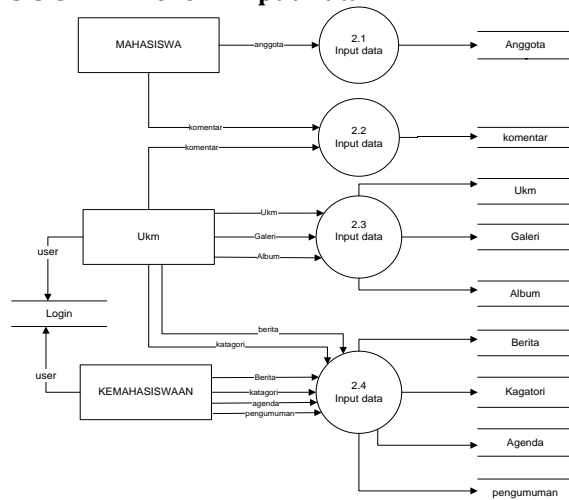 MAHASISWA
anggota
2.1
Input data
Anggota
komentar
komentar
2.2
Input data
komentar
Ukm
Ukm
Galeri
Album
2.3
Input data
Ukm
Galeri
Album
user
Login
user
berita
katagori
KEMAHASISWAAN
Berita
katagori
agenda
pengumuman
2.4
Input data
Berita
Kagatori
Agenda
pengumuman